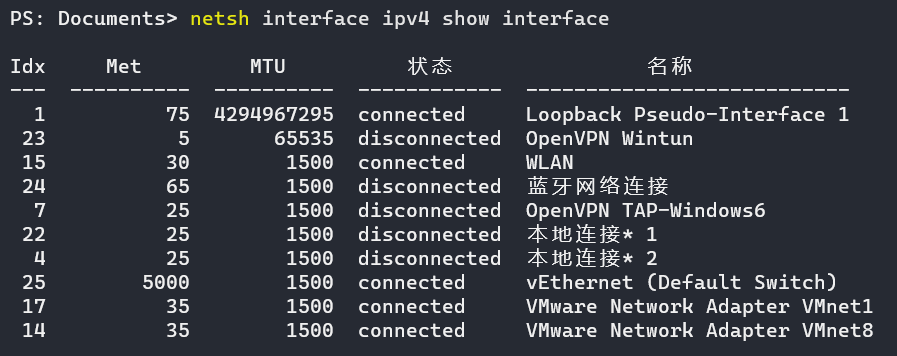 PS: Documents> netsh interface ipv4 show interface
Idx     Met         MTU          状态                名称
---  ----------  ----------  ------------  ---------------------------
  1          75  4294967295  connected     Loopback Pseudo-Interface 1
 23           5       65535  disconnected  OpenVPN Wintun
 15          30        1500  connected     WLAN
 24          65        1500  disconnected  蓝牙网络连接
  7          25        1500  disconnected  OpenVPN TAP-Windows6
 22          25        1500  disconnected  本地连接* 1
  4          25        1500  disconnected  本地连接* 2
 25        5000        1500  connected     vEthernet (Default Switch)
 17          35        1500  connected     VMware Network Adapter VMnet1
 14          35        1500  connected     VMware Network Adapter VMnet8